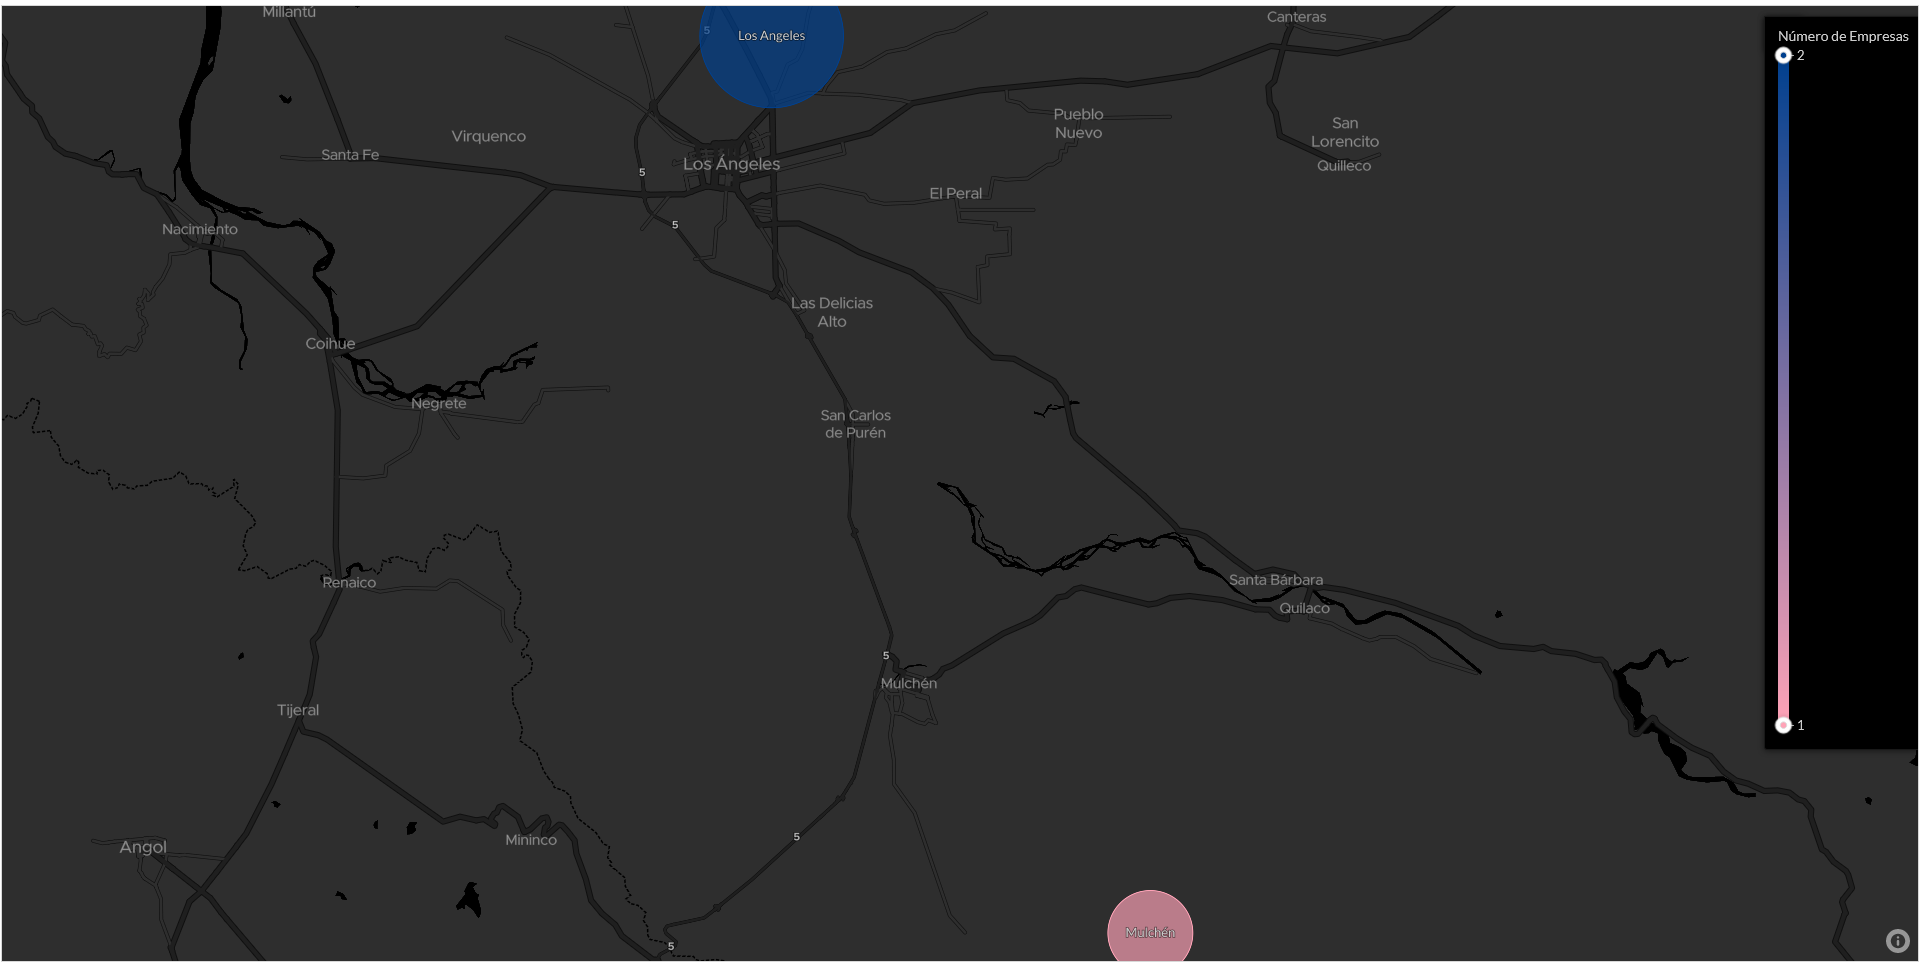 Millantú
5
Los Angeles
Canteras
Número de Empresas
2
Pueblo
Nuevo
San
Lorencito
Virquenco
Santa Fe
Los Ángeles
Quilleco
5
El Peral
5
Nacimiento
Las Delicias
Alto
Coihue
Negrete
San Carlos
de Purén
Renaico
Santa Bárbara
Quilaco
5
Mulchén
Tijeral
1
5
Mininco
Angol
Mulchén
5